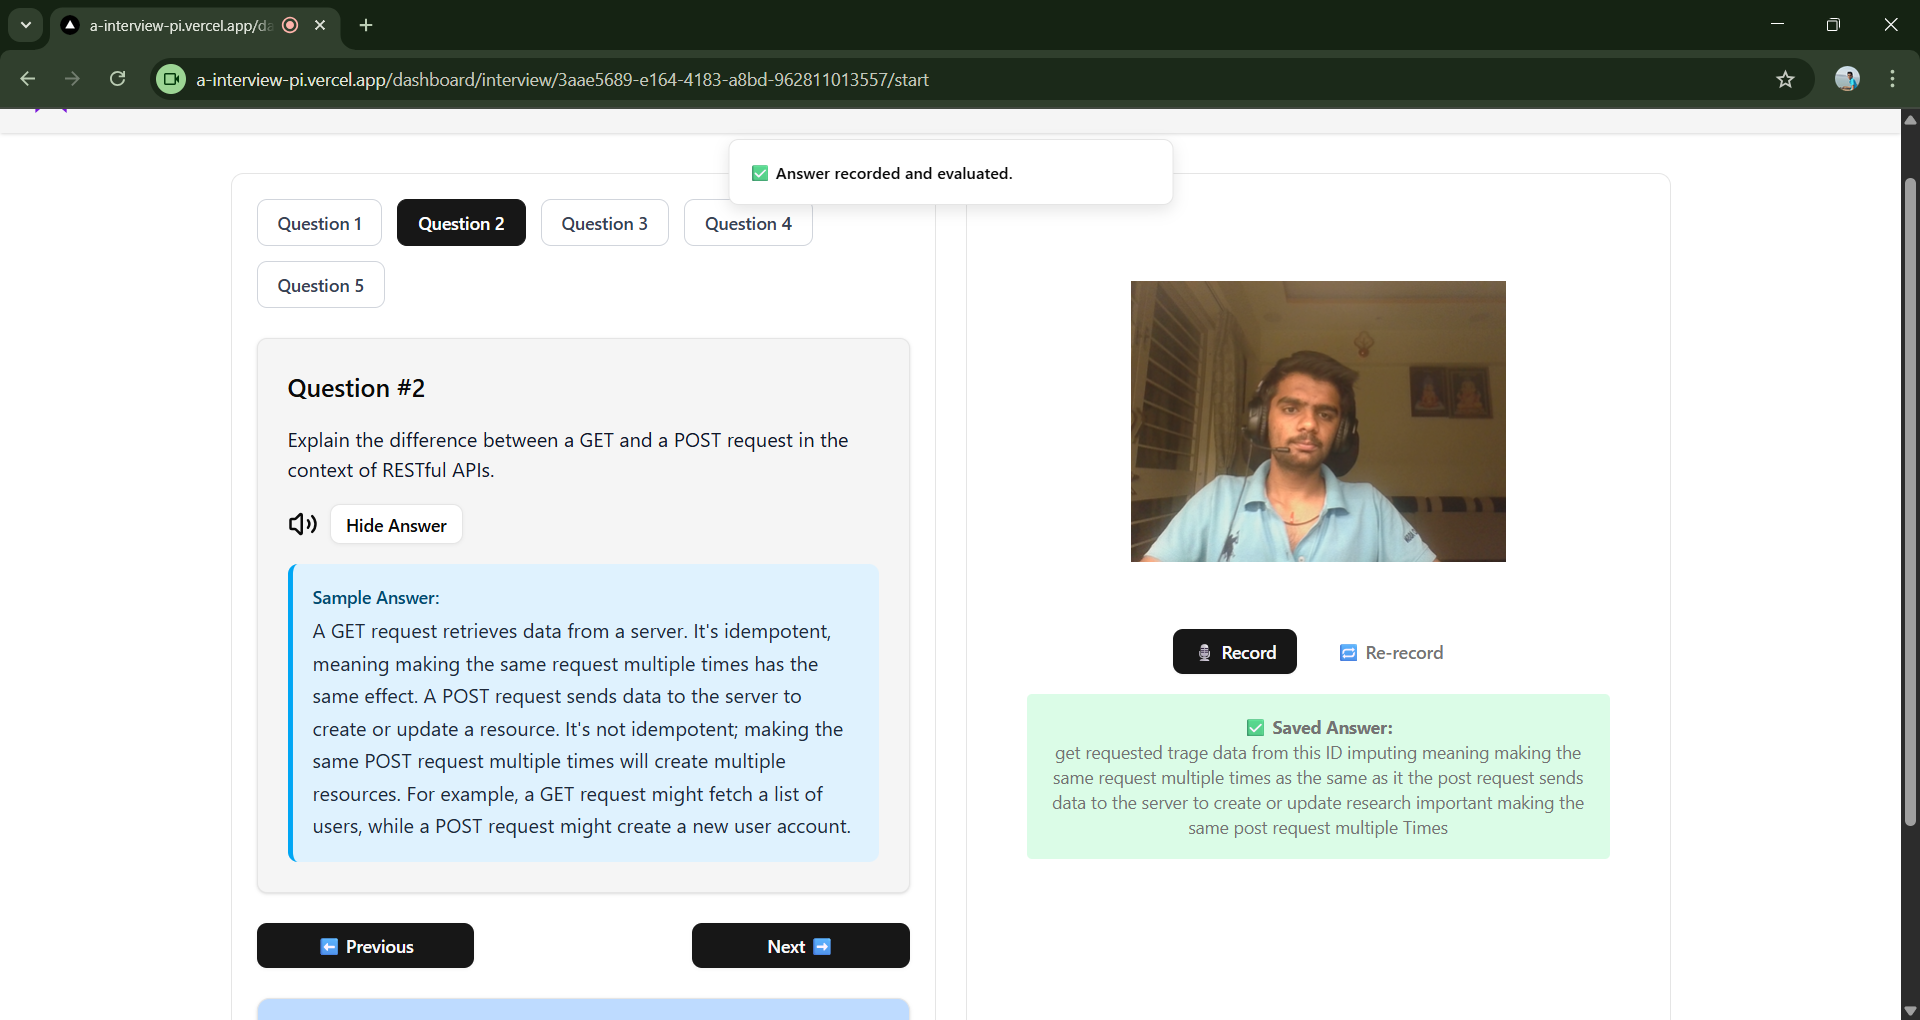 a-interview-pi.vercel.app/da
a-interview-pi.vercel.app/dashboard/interview/3aae5689-e164-4183-a8bd-962811013557/start
✅ Answer recorded and evaluated.
Question 1
Question 2
Question 3
Question 4
Question 5
Question #2
Explain the difference between a GET and a POST request in the
context of RESTful APIs.
Hide Answer
Sample Answer:
A GET request retrieves data from a server. It's idempotent,
meaning making the same request multiple times has the
same effect. A POST request sends data to the server to
create or update a resource. It's not idempotent; making the
same POST request multiple times will create multiple
resources. For example, a GET request might fetch a list of
users, while a POST request might create a new user account.
⬅️ Previous
Next ➡️
🎙️ Record
🔁 Re-record
✅ Saved Answer:
get requested trage data from this ID imputing meaning making the
same request multiple times as the same as it the post request sends
data to the server to create or update research important making the
same post request multiple Times